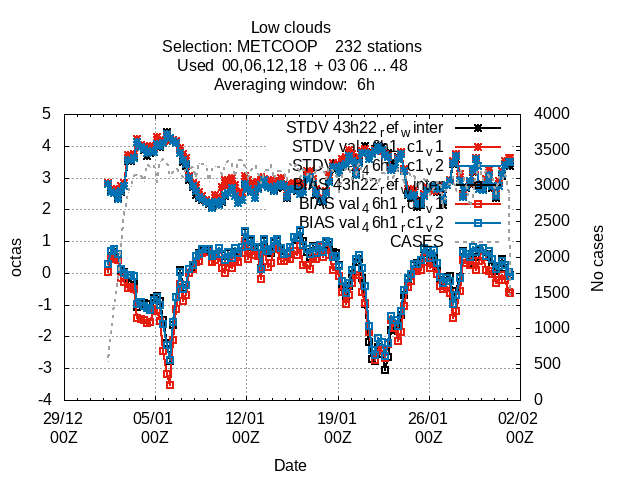 Low clouds
Selection: METCOOP 232 stations
Used 00,06,12,18 + 03 06 ... 48
Averaging window: 6h
5 4000
STDV 43h22_ref_winter
STDV val_46h1_rc1_v1
4 3500
STDV val_46h1_rc1_v2
3 3000
BIAS 43h22_ref_winter
BIAS val_46h1_rc1_v1
2 2500
BIAS val_46h1_rc1_v2
CASES
1 2000
octas
No cases
0
1500
-1
1000
-2
-3 500
-4 0
29/12 05/01 12/01 19/01 26/01 02/02
00Z 00Z 00Z 00Z 00Z 00Z
Date